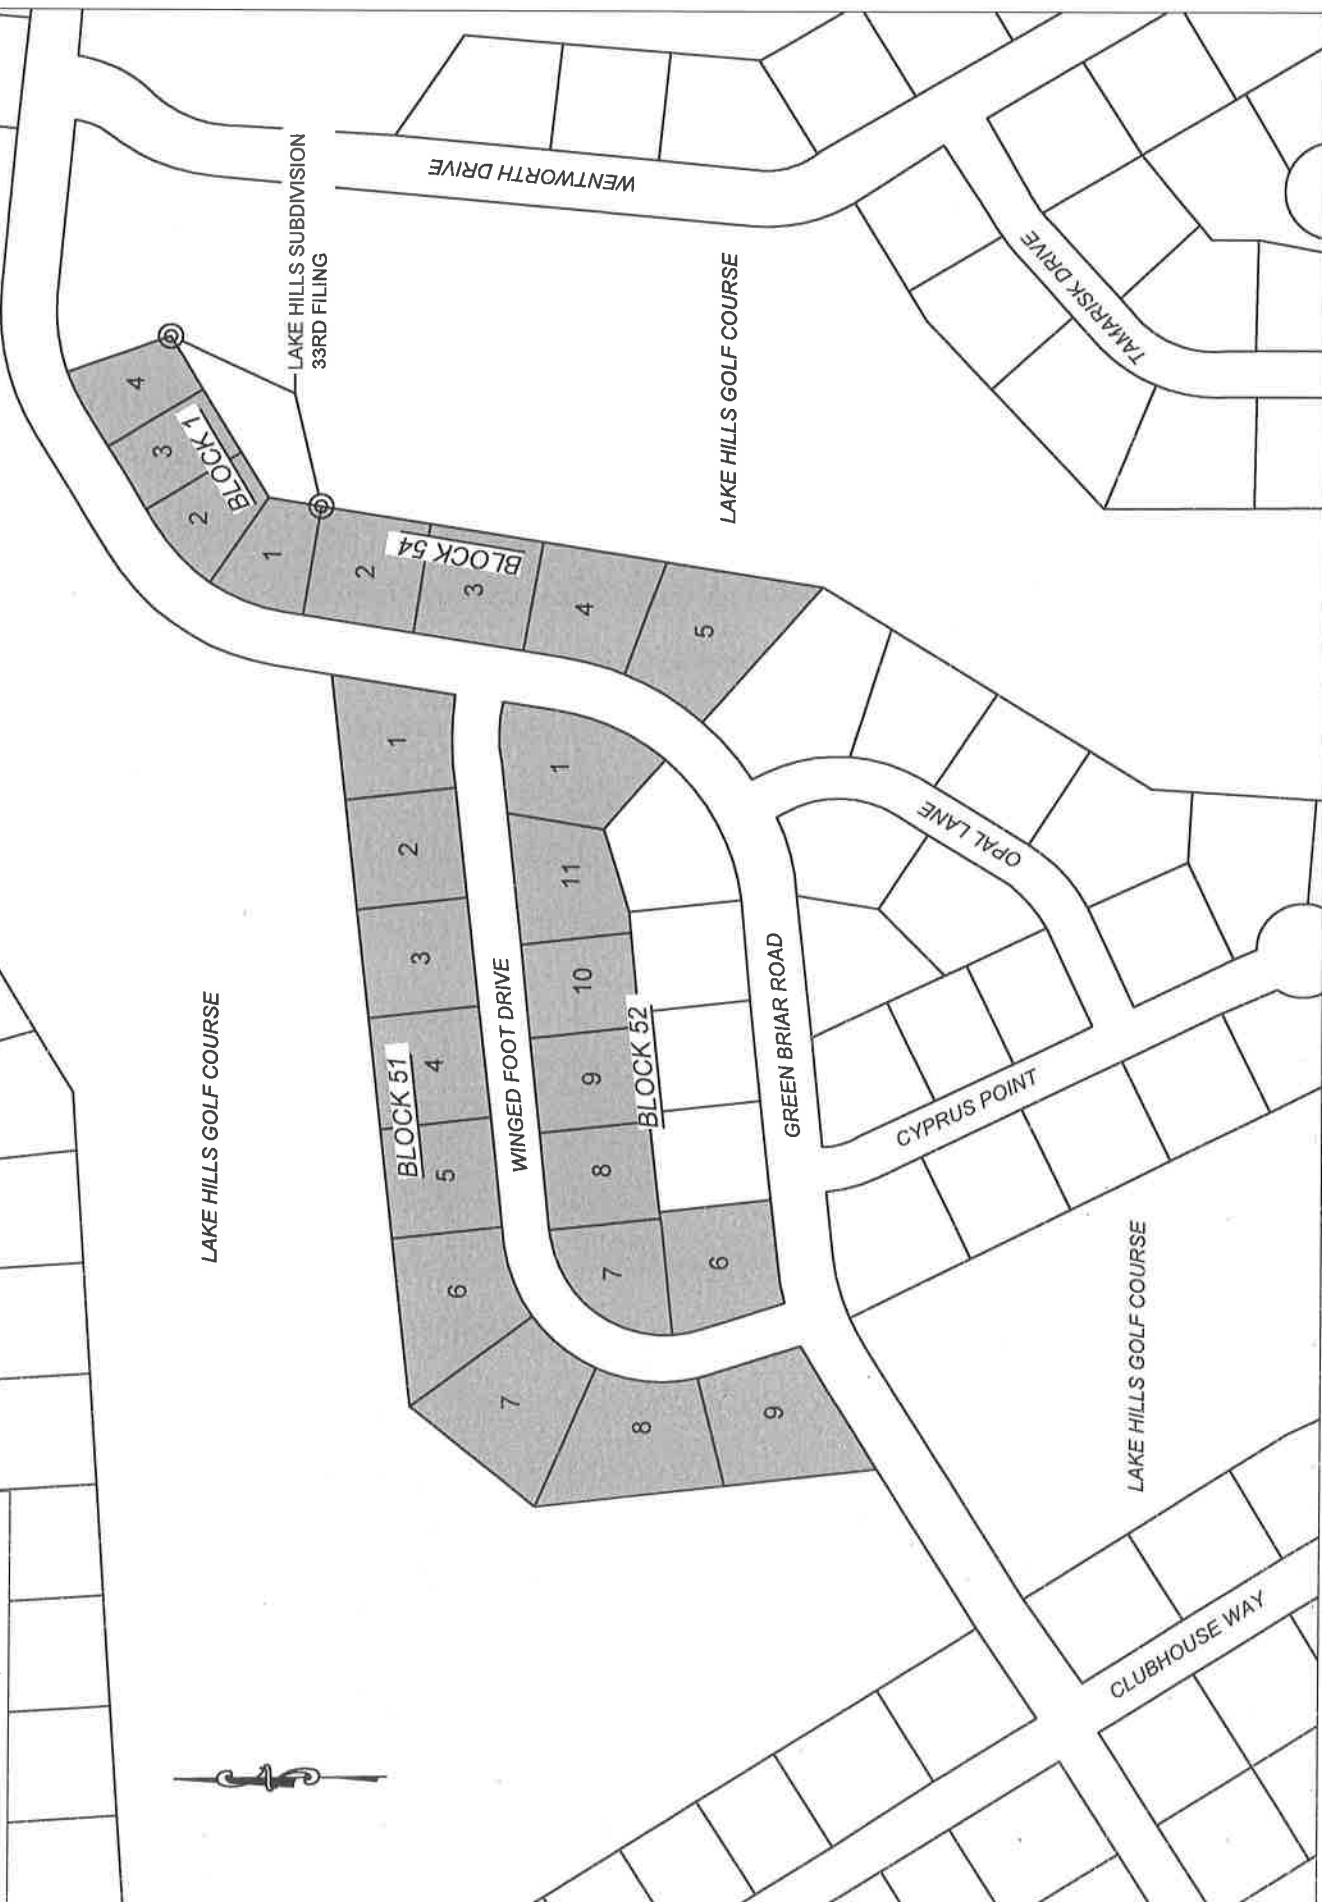 WENTWORTH DRIVE
LAKE HILLS SUBDIVISION
33RD FILING
4
3
2
1
BLOCK 1
LAKE HILLS GOLF COURSE
TAMARISK DRIVE
2
3
4
5
BLOCK 54
1
2
3
4
5
6
7
8
9
BLOCK 51
WINGED FOOT DRIVE
1
11
10
9
8
7
6
BLOCK 52
LAKE HILLS GOLF COURSE
GREEN BRIAR ROAD
OPAL LANE
CYPRUS POINT
LAKE HILLS GOLF COURSE
CLUBHOUSE WAY